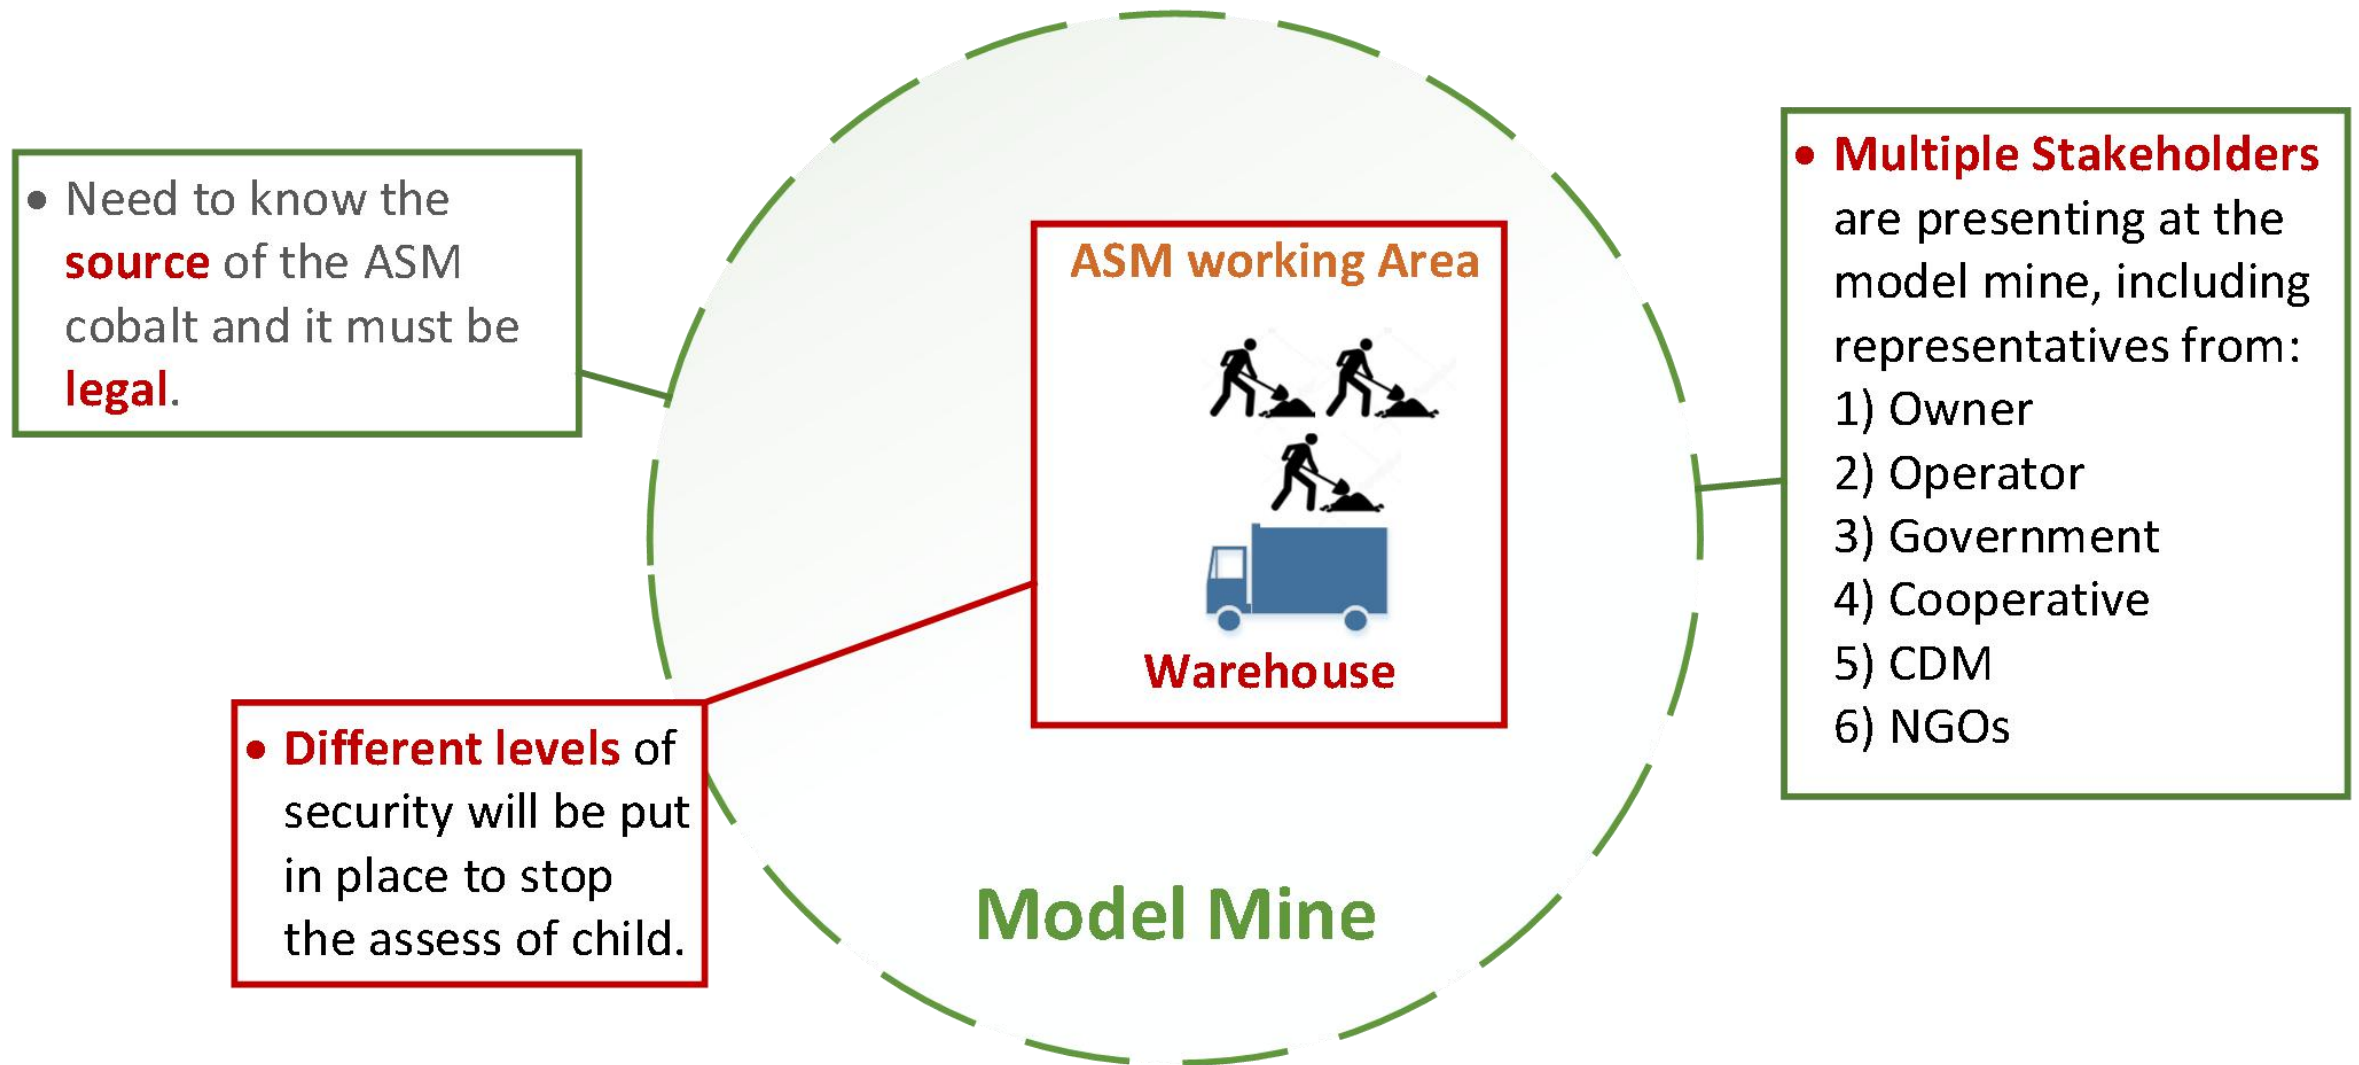 • Need to know the
source of the ASM
cobalt and it must be
legal.
ASM working Area
Warehouse
• Different levels of
security will be put
in place to stop
the assess of child.
Model Mine
• Multiple Stakeholders
are presenting at the
model mine, including
representatives from:
1) Owner
2) Operator
3) Government
4) Cooperative
5) CDM
6) NGOs